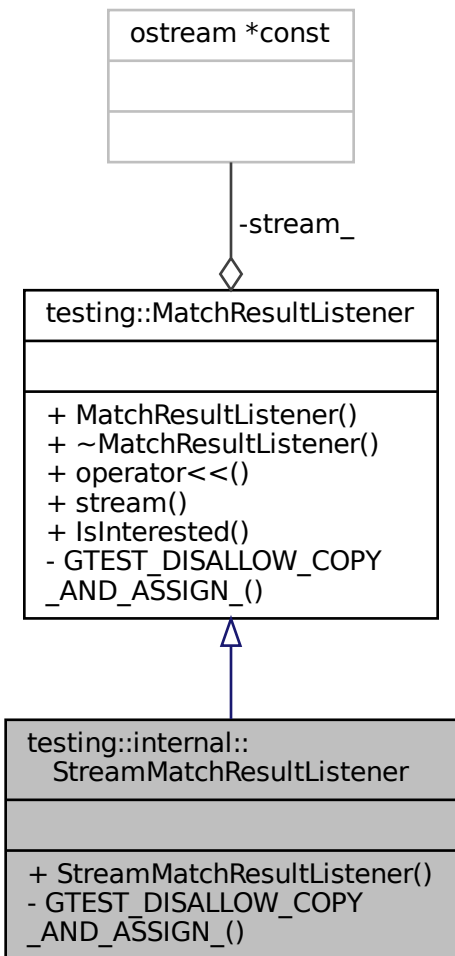 ostream *const
-stream_
testing::MatchResultListener
+ MatchResultListener()
+ ~MatchResultListener()
+ operator<<()
+ stream()
+ IsInterested()
- GTEST_DISALLOW_COPY
_AND_ASSIGN_()
testing::internal::
StreamMatchResultListener
+ StreamMatchResultListener()
- GTEST_DISALLOW_COPY
_AND_ASSIGN_()